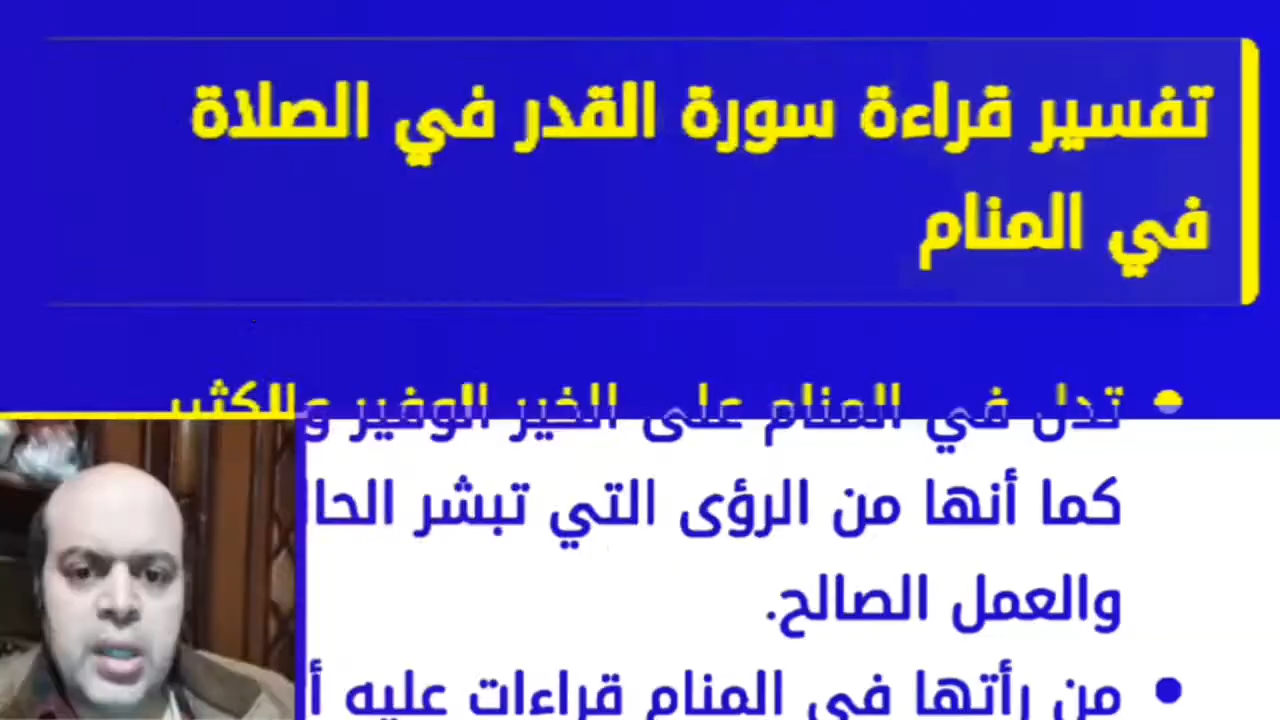 تفسير قراءة سورة القدر في الصلاة
في المنام
تدل في المنام على الخير الوفير والكثير
كما أنها من الرؤى التي تبشر
والعمل الصالح.
من رأتها في المنام قراءات عليه